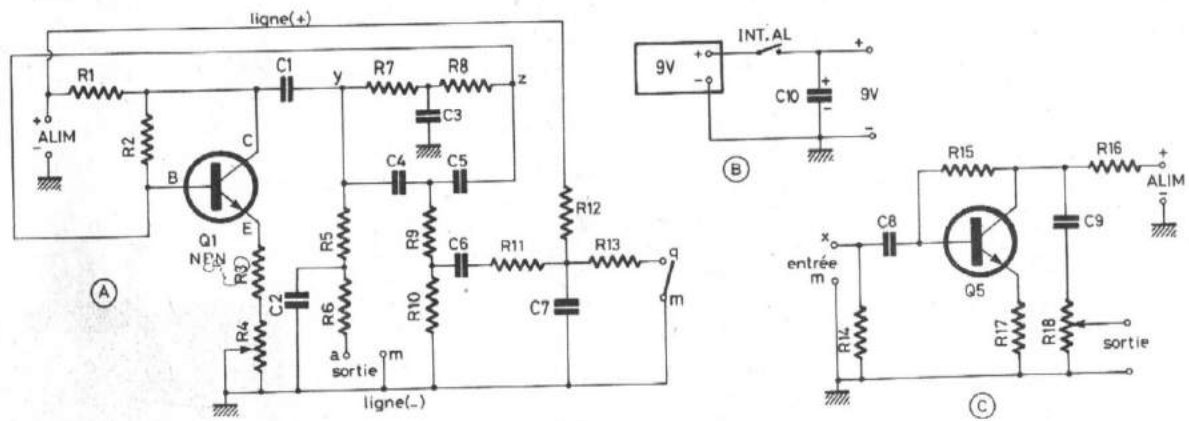 ligne(+)
R1
C1
y
R7
R8
z
C3
+
ALIM
-
R2
C
B
E
Q1
NPN
R3
R4
A
C4
C5
R5
R9
R12
C6
R11
R13
q
m
C2
R6
R10
C7
a
m
sortie
ligne(-)
9V
+
-
INT. AL
+
C10
+
-
9V
-
B
R15
R16
+
ALIM
-
x
C8
C9
entrée
m
Q5
R14
R17
R18
sortie
C